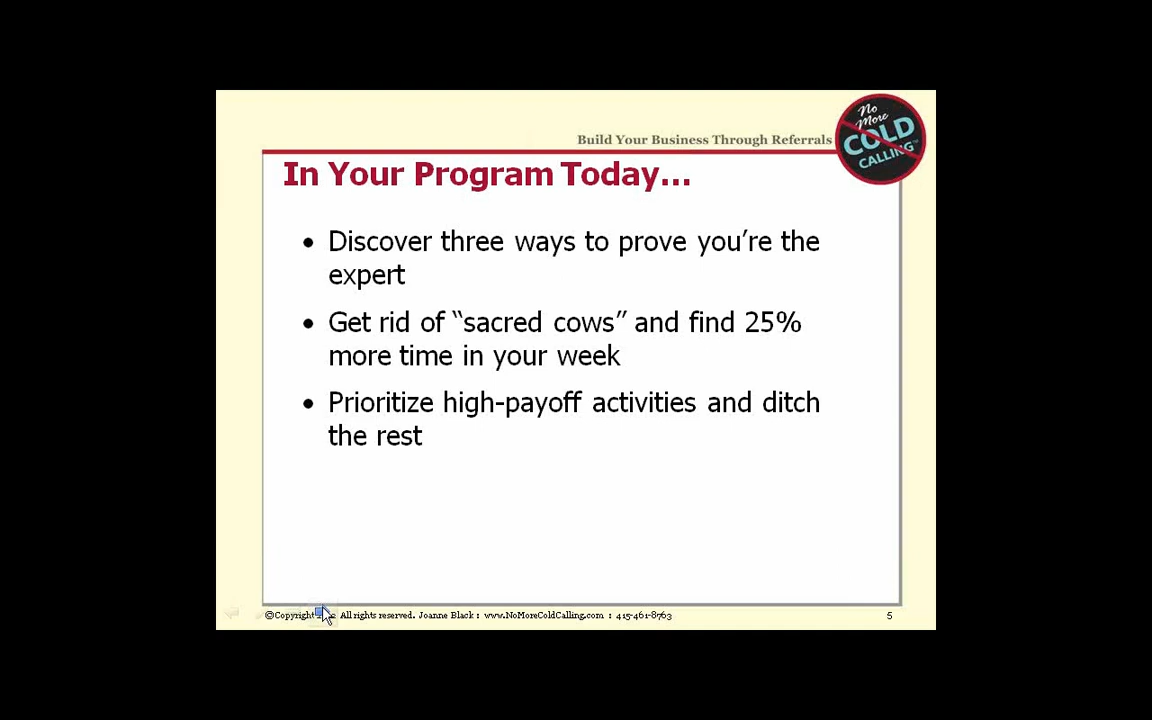 Build Your Business Through Referrals
No
More
COLD
CALLING™
In Your Program Today...
• Discover three ways to prove you’re the
expert
• Get rid of “sacred cows” and find 25%
more time in your week
• Prioritize high-payoff activities and ditch
the rest
©Copyright All rights reserved. Joanne Black : www.NoMoreColdCalling.com : 415-461-8763
5